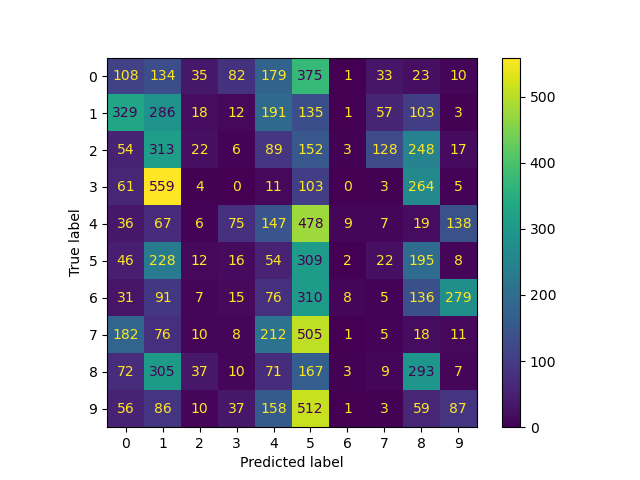 0 108 134 35 82 179 375 1 33 23 10
1 329 286 18 12 191 135 1 57 103 3
2 54 313 22 6 89 152 3 128 248 17
3 61 559 4 0 11 103 0 3 264 5
4 36 67 6 75 147 478 9 7 19 138
5 46 228 12 16 54 309 2 22 195 8
6 31 91 7 15 76 310 8 5 136 279
7 182 76 10 8 212 505 1 5 18 11
8 72 305 37 10 71 167 3 9 293 7
9 56 86 10 37 158 512 1 3 59 87
0 1 2 3 4 5 6 7 8 9
Predicted label
True label
500
400
300
200
100
0